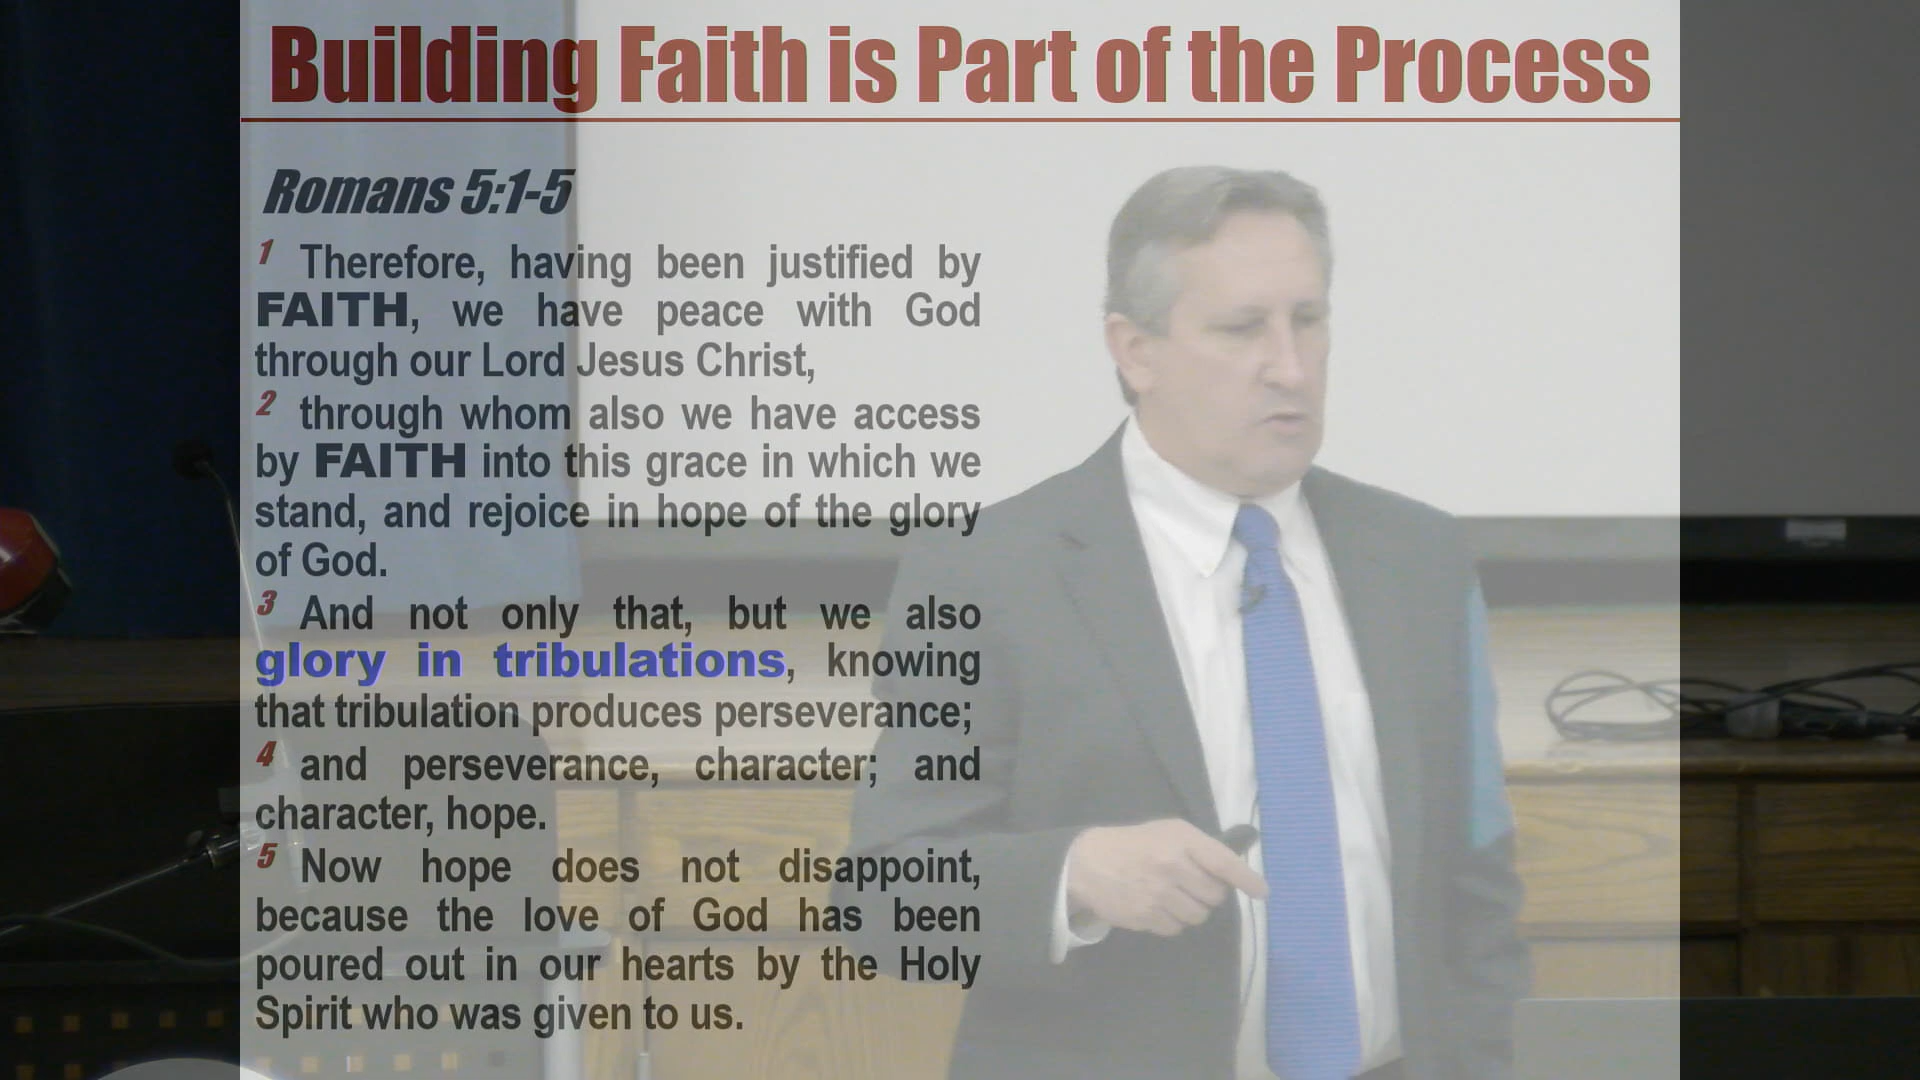 Building Faith is Part of the Process
Romans 5:1-5
1 Therefore, having been justified by
FAITH, we have peace with God
through our Lord Jesus Christ,
2 through whom also we have access
by FAITH into this grace in which we
stand, and rejoice in hope of the glory
of God.
3 And not only that, but we also
glory in tribulations, knowing
that tribulation produces perseverance;
4 and perseverance, character; and
character, hope.
5 Now hope does not disappoint,
because the love of God has been
poured out in our hearts by the Holy
Spirit who was given to us.